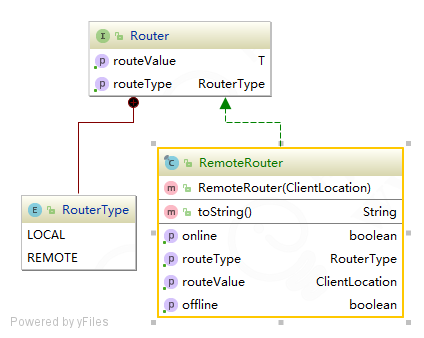 I Router
p routeValue T
p routeType RouterType
C RemoteRouter
m RemoteRouter(ClientLocation)
m toString() String
p online boolean
p routeType RouterType
p routeValue ClientLocation
p offline boolean
E RouterType
LOCAL
REMOTE
Powered by yFiles